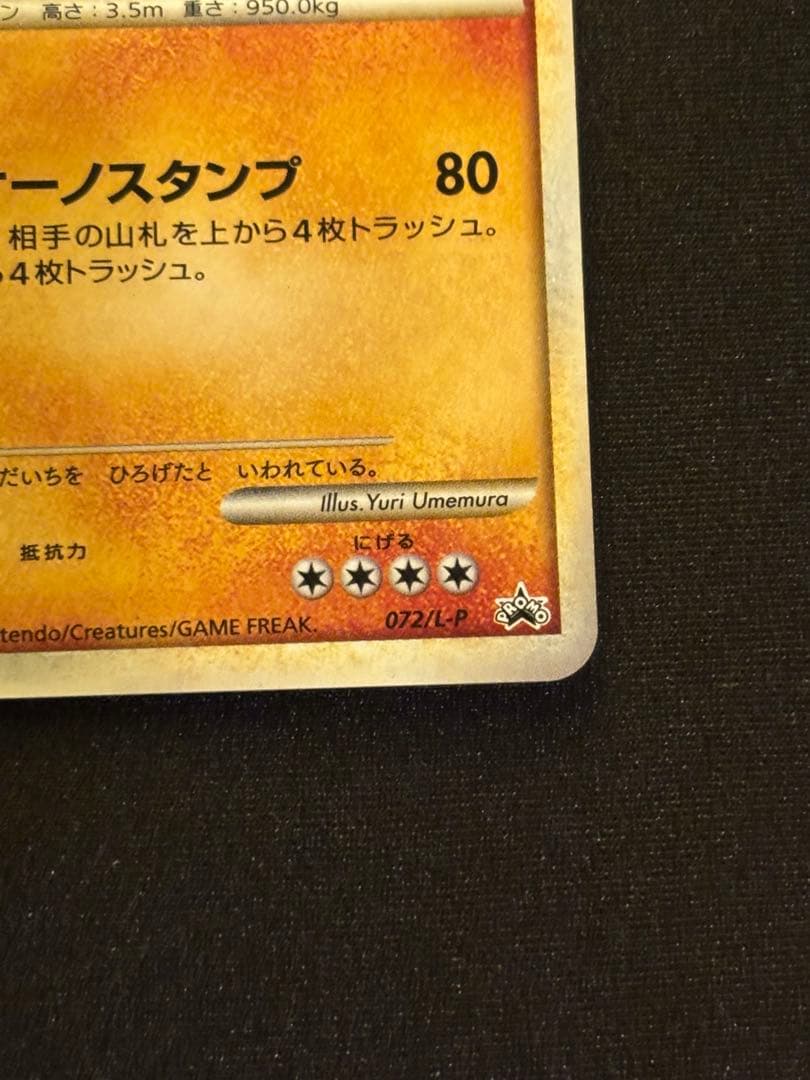 ン 高さ:3.5m 重さ:950.0kg
ーノスタンプ 80
相手の山札を上から4枚トラッシュ。
4枚トラッシュ。
だいちを ひろげたと いわれている。
Illus. Yuri Umemura
抵抗力 にげる
tendo/Creatures/GAME FREAK. 072/L-P PROMO